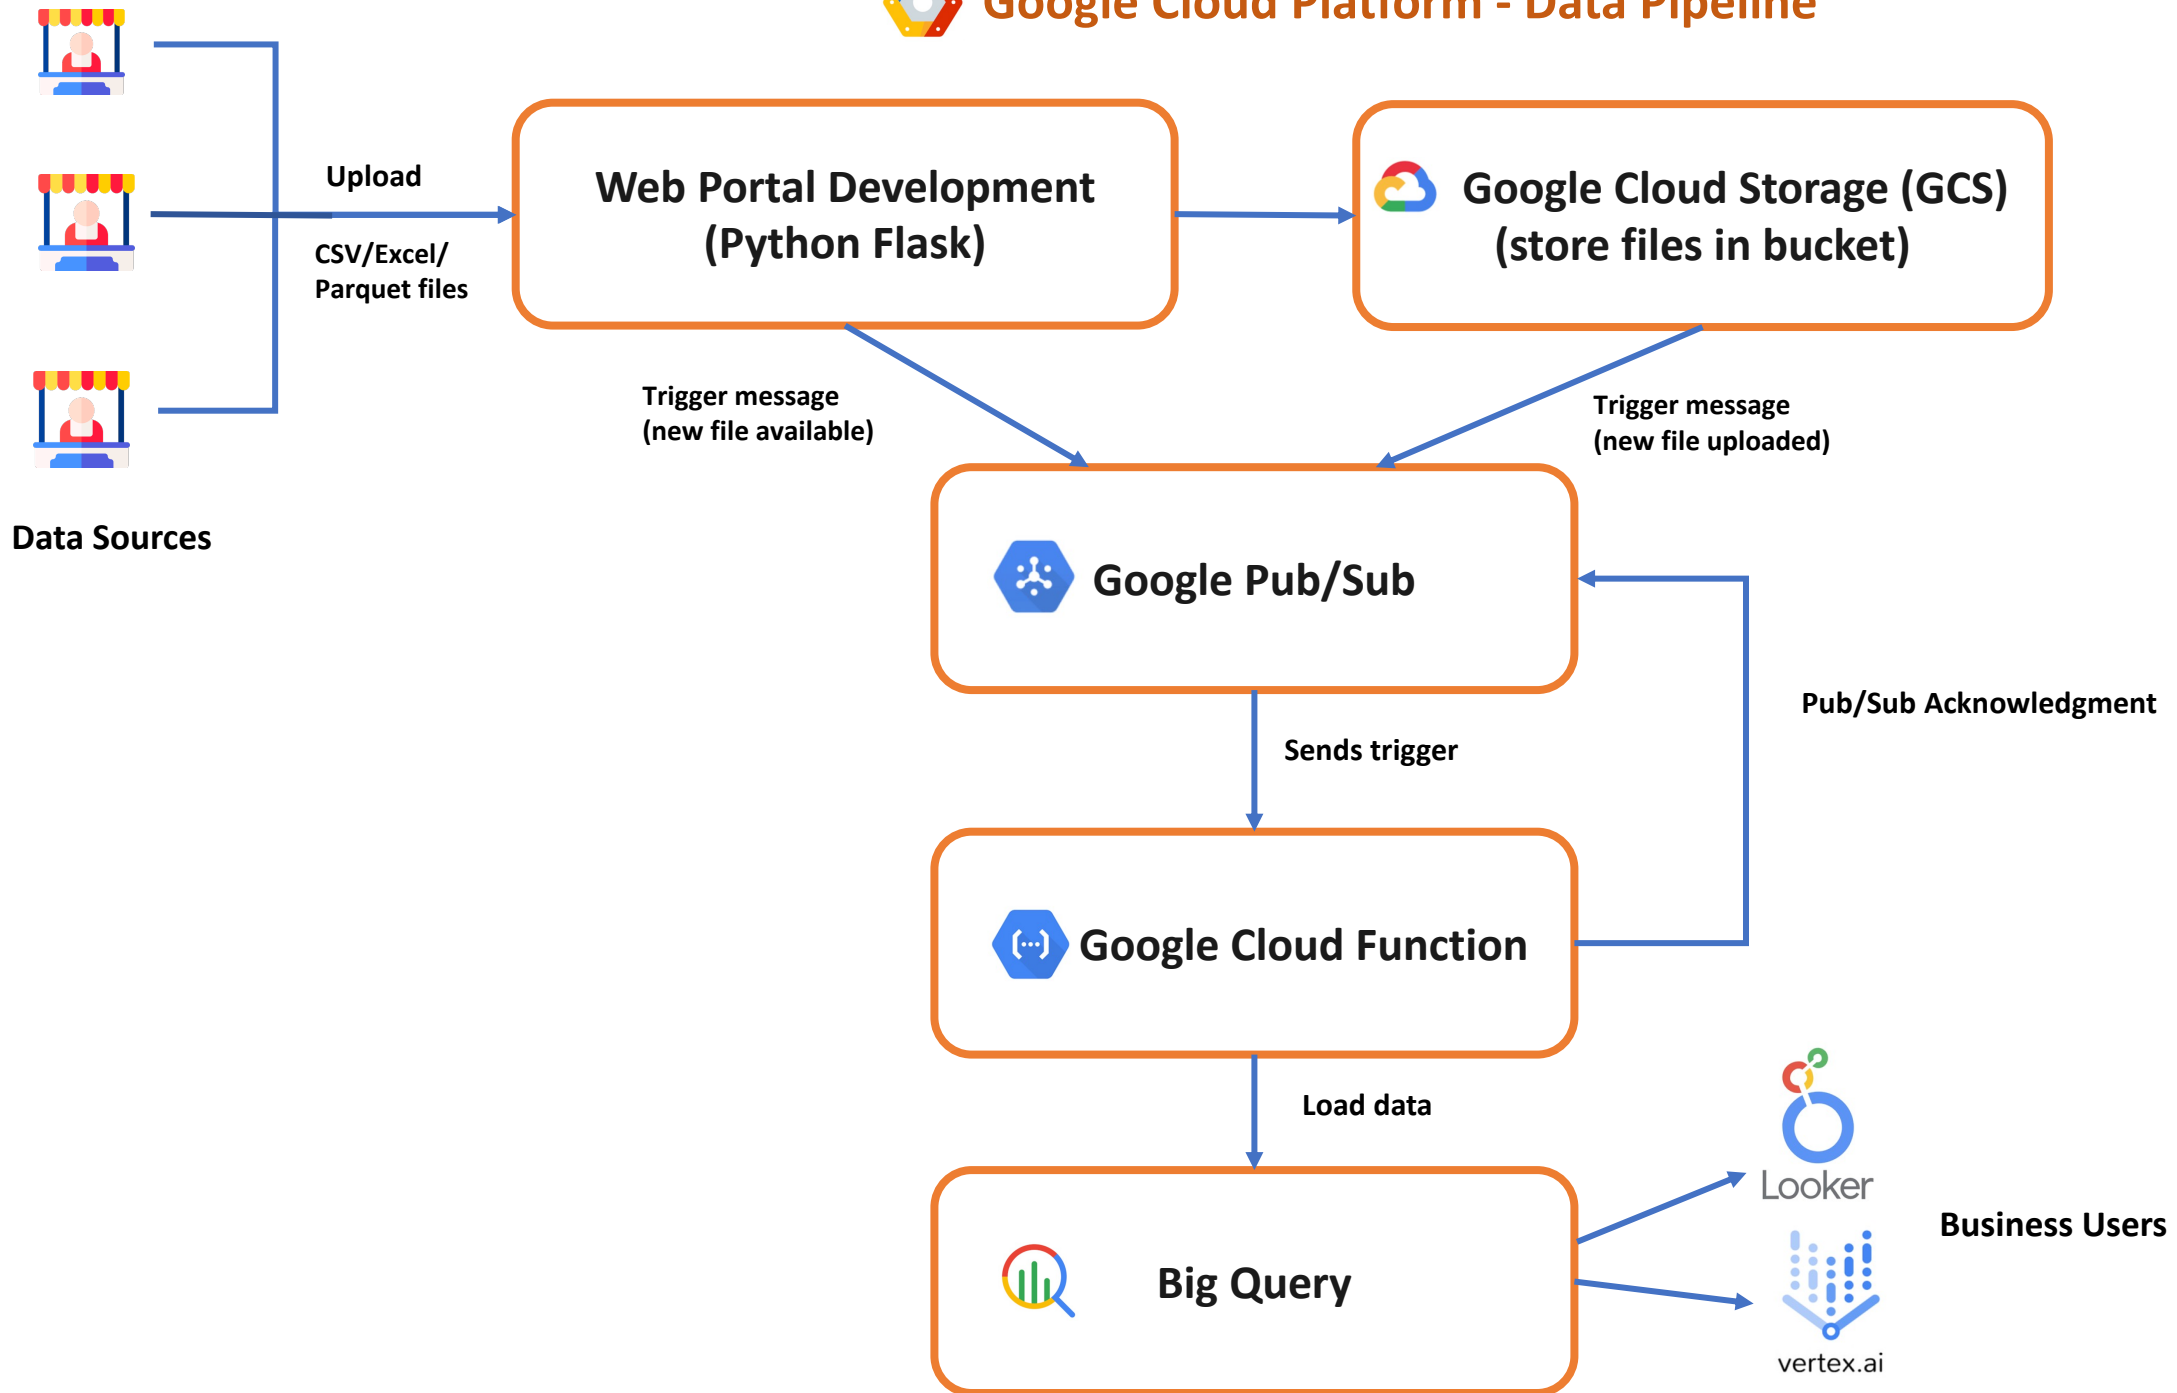 Google Cloud Platform - Data Pipeline
Upload
CSV/Excel/
Parquet files
Web Portal Development
(Python Flask)
Google Cloud Storage (GCS)
(store files in bucket)
Trigger message
(new file available)
Trigger message
(new file uploaded)
Data Sources
Google Pub/Sub
Pub/Sub Acknowledgment
Sends trigger
Google Cloud Function
Load data
Looker
Business Users
Big Query
vertex.ai